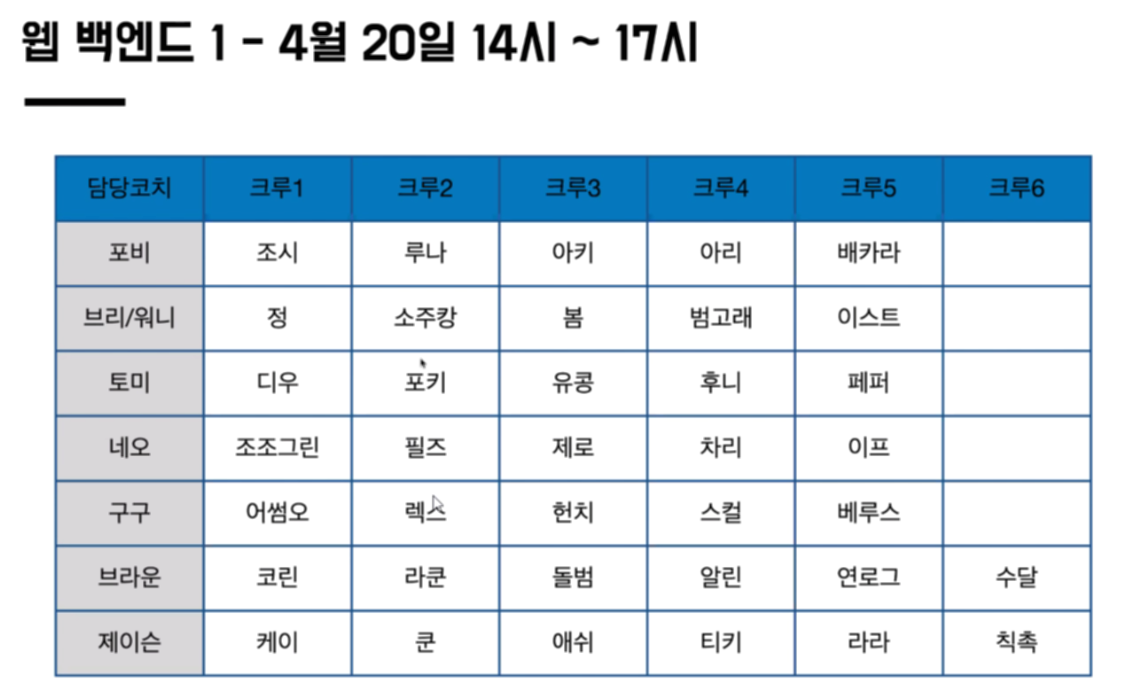 웹 백엔드 1 - 4월 20일 14시 ~ 17시
담당코치 크루1 크루2 크루3 크루4 크루5 크루6
포비 조시 루나 아키 아리 배카라
브리/워니 정 소주캉 봄 범고래 이스트
토미 디우 포키 유콩 후니 페퍼
네오 조조그린 필즈 제로 차리 이프
구구 어썸오 렉스 헌치 스컬 베루스
브라운 코린 라쿤 돌범 알린 연로그 수달
제이슨 케이 쿤 애쉬 티키 라라 칙촉